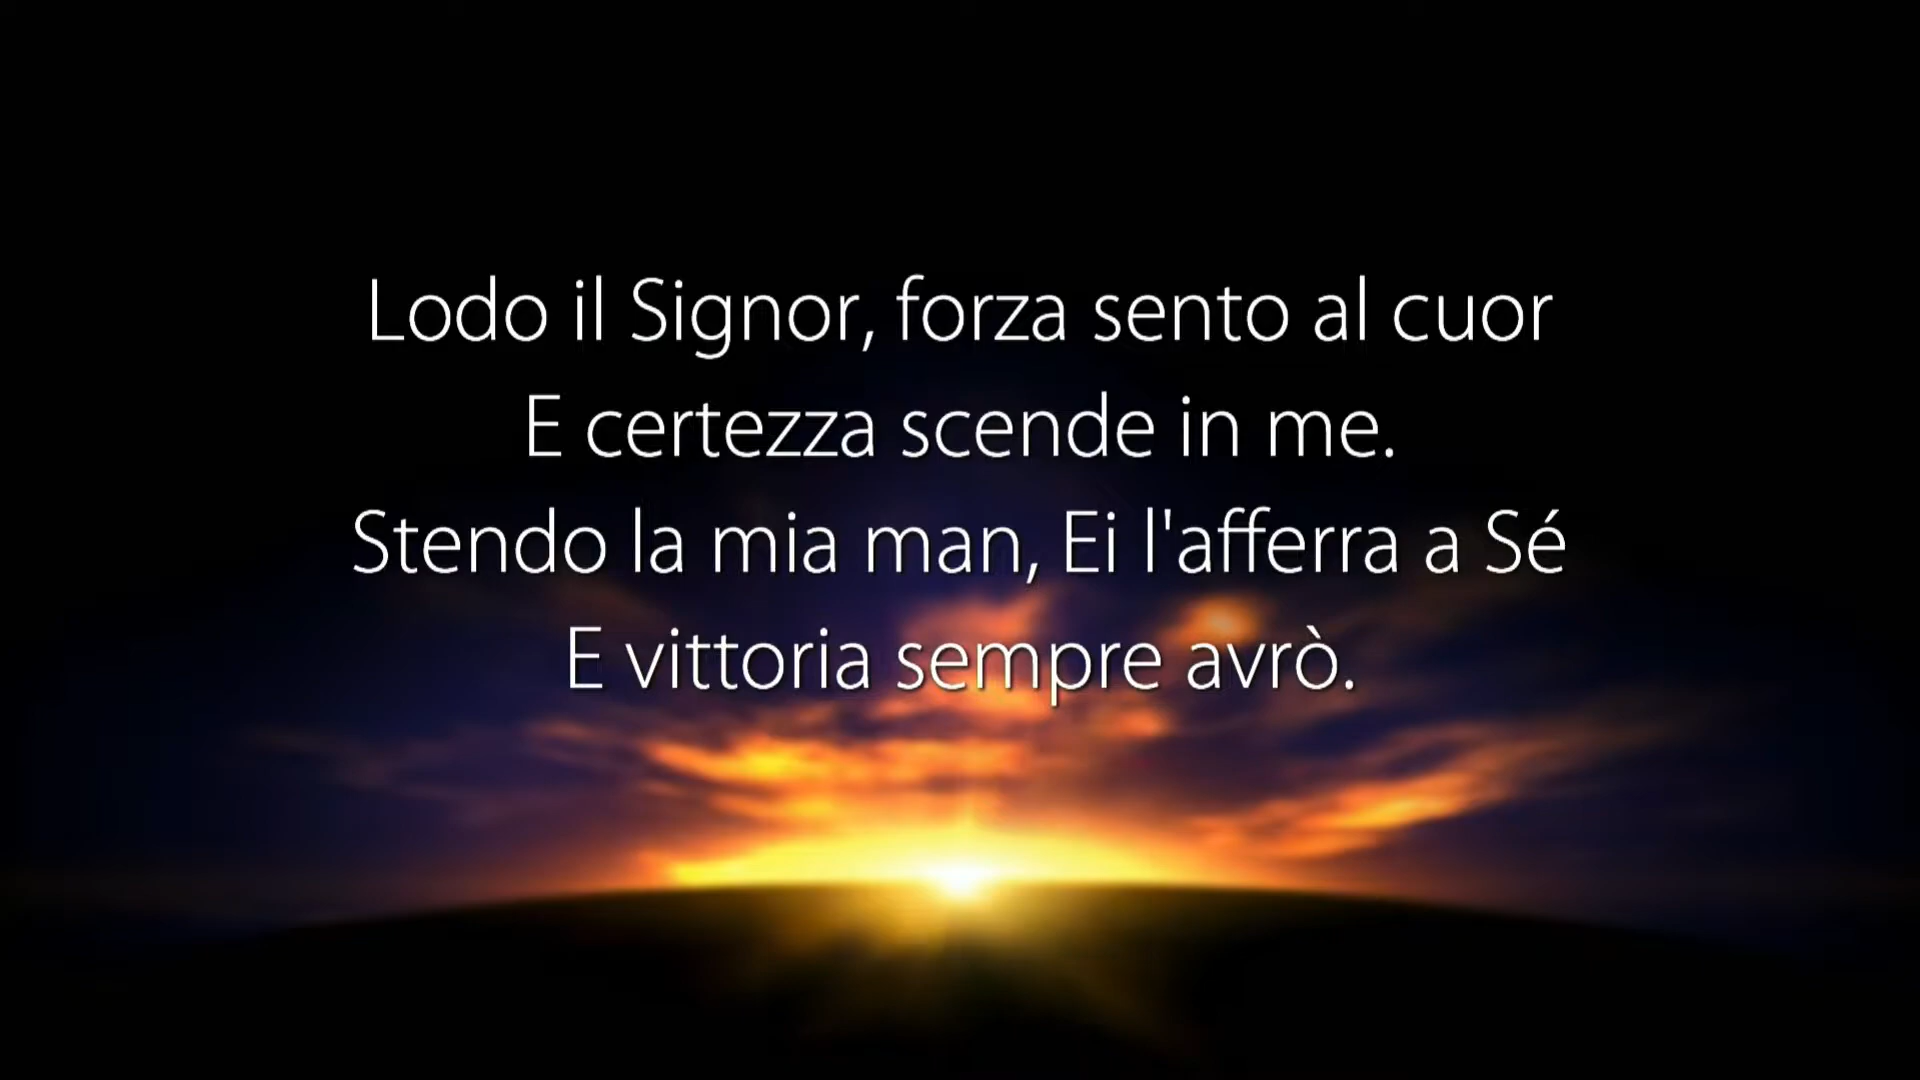 Lodo il Signor, forza sento al cuor
E certezza scende in me.
Stendo la mia man, Ei l'afferra a Sé
E vittoria sempre avrò.